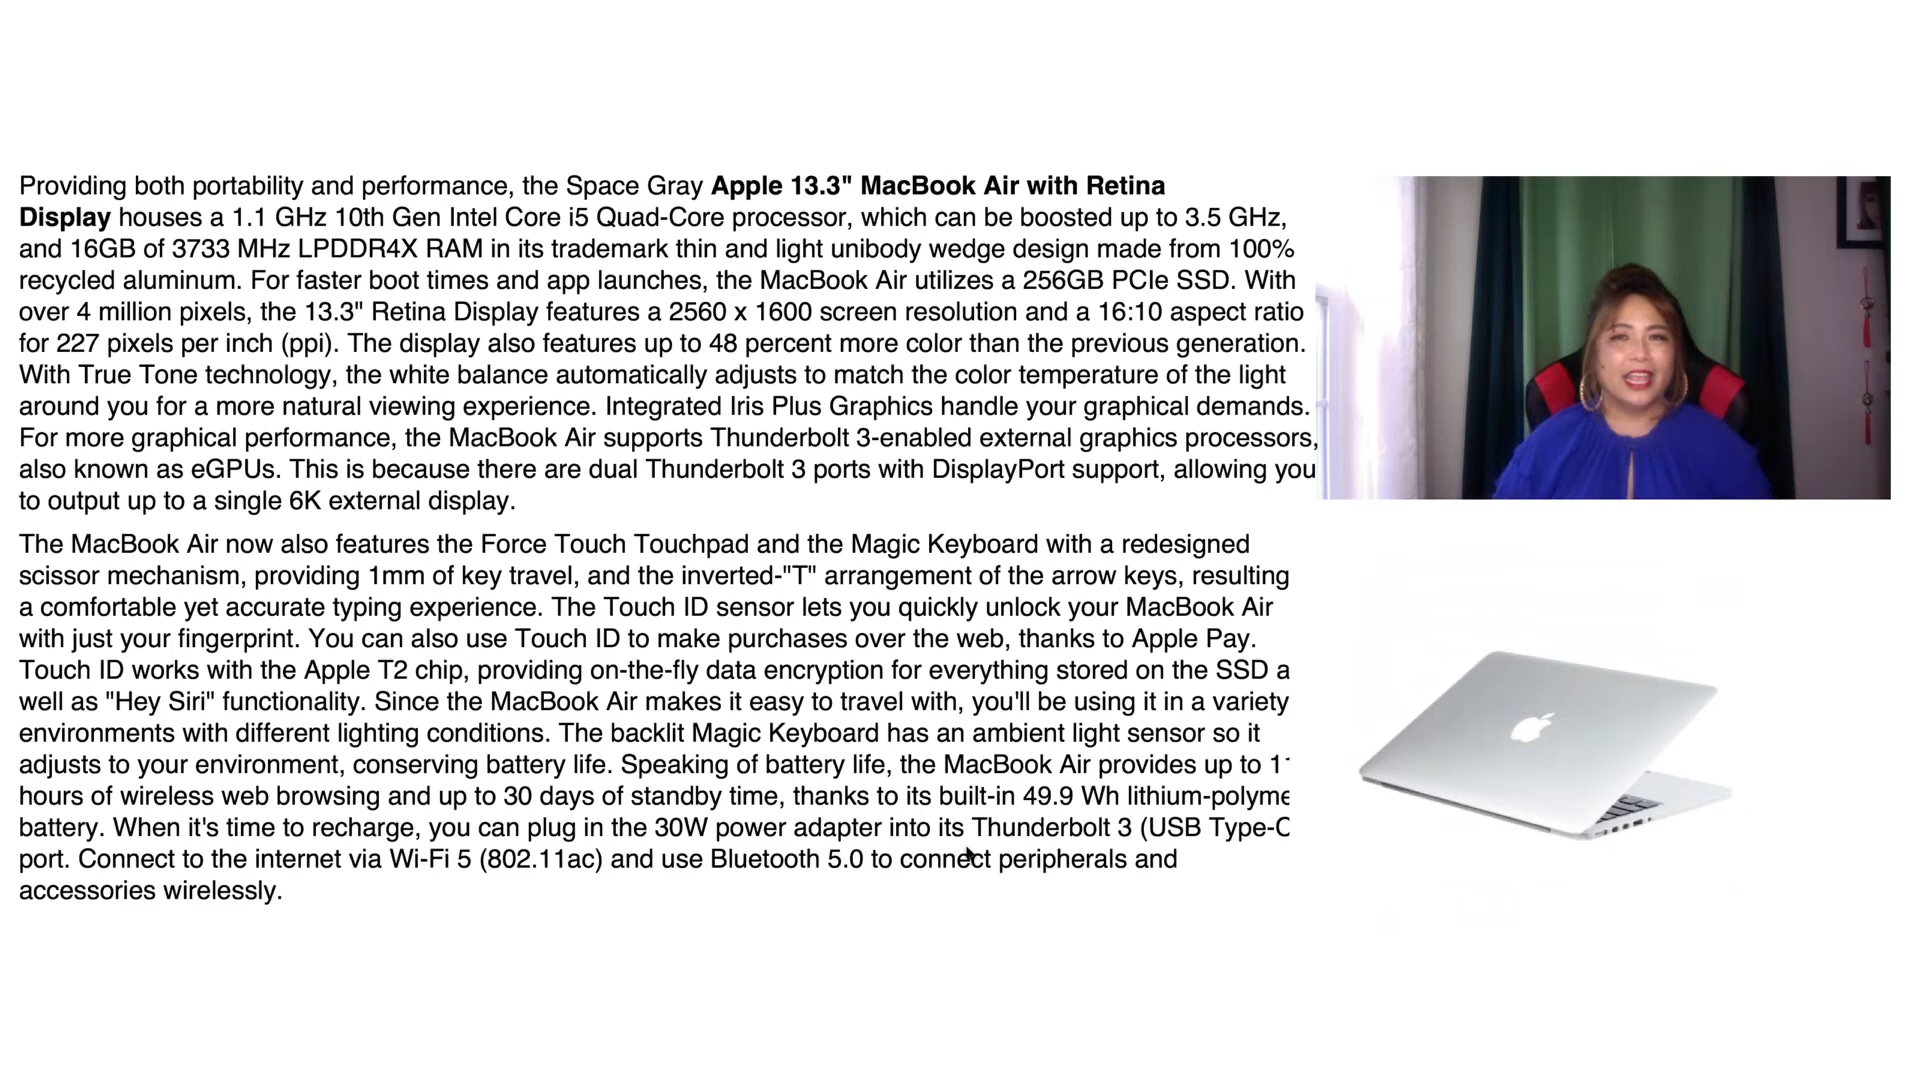 Providing both portability and performance, the Space Gray Apple 13.3" MacBook Air with Retina
Display houses a 1.1 GHz 10th Gen Intel Core i5 Quad-Core processor, which can be boosted up to 3.5 GHz,
and 16GB of 3733 MHz LPDDR4X RAM in its trademark thin and light unibody wedge design made from 100%
recycled aluminum. For faster boot times and app launches, the MacBook Air utilizes a 256GB PCIe SSD. With
over 4 million pixels, the 13.3" Retina Display features a 2560 x 1600 screen resolution and a 16:10 aspect ratio
for 227 pixels per inch (ppi). The display also features up to 48 percent more color than the previous generation.
With True Tone technology, the white balance automatically adjusts to match the color temperature of the light
around you for a more natural viewing experience. Integrated Iris Plus Graphics handle your graphical demands.
For more graphical performance, the MacBook Air supports Thunderbolt 3-enabled external graphics processors,
also known as eGPUs. This is because there are dual Thunderbolt 3 ports with DisplayPort support, allowing you
to output up to a single 6K external display.
The MacBook Air now also features the Force Touch Touchpad and the Magic Keyboard with a redesigned
scissor mechanism, providing 1mm of key travel, and the inverted-"T" arrangement of the arrow keys, resulting
a comfortable yet accurate typing experience. The Touch ID sensor lets you quickly unlock your MacBook Air
with just your fingerprint. You can also use Touch ID to make purchases over the web, thanks to Apple Pay.
Touch ID works with the Apple T2 chip, providing on-the-fly data encryption for everything stored on the SSD a
well as "Hey Siri" functionality. Since the MacBook Air makes it easy to travel with, you'll be using it in a variety
environments with different lighting conditions. The backlit Magic Keyboard has an ambient light sensor so it
adjusts to your environment, conserving battery life. Speaking of battery life, the MacBook Air provides up to
hours of wireless web browsing and up to 30 days of standby time, thanks to its built-in 49.9 Wh lithium-polyme
battery. When it's time to recharge, you can plug in the 30W power adapter into its Thunderbolt 3 (USB Type-C
port. Connect to the internet via Wi-Fi 5 (802.11ac) and use Bluetooth 5.0 to connect peripherals and
accessories wirelessly.